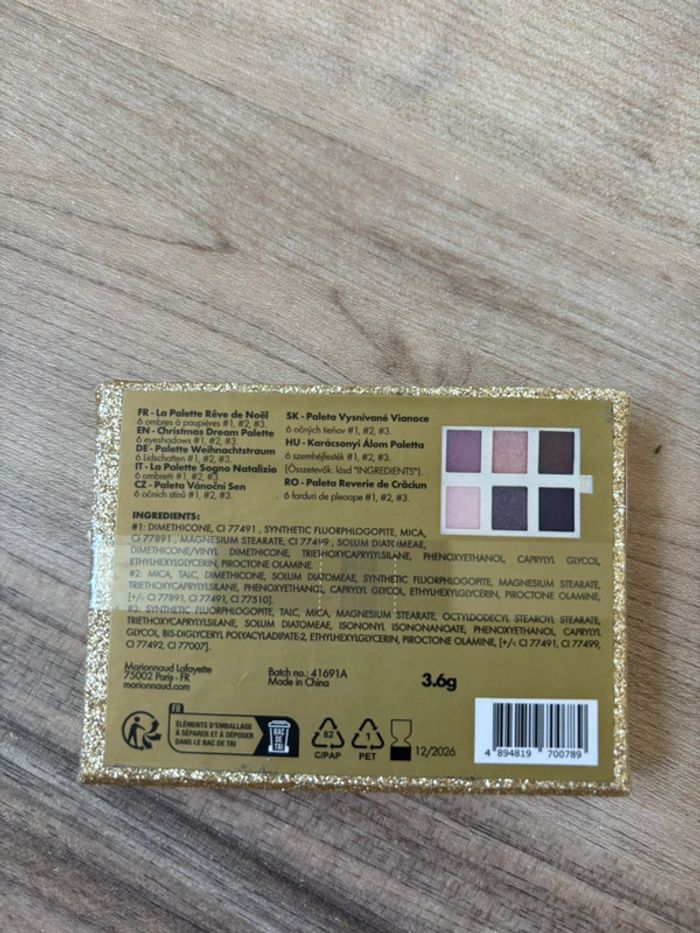 FR - La Palette Rêve de Noël
6 ombres à paupières #1, #2, #3.
EN - Christmas Dream Palette
6 eyeshadows #1, #2, #3.
DE - Palette Weihnachtstraum
6 Lidschatten #1, #2, #3.
IT - La Palette Sogno Natalizio
6 ombretti #1, #2, #3.
CZ - Paleta Vánoční Sen
6 očních stínů #1, #2, #3.
SK - Paleta Vysnívané Vianoce
6 očných tieňov #1, #2, #3.
HU - Karácsonyi Álom Paletta
6 szemhéjfesték #1, #2, #3.
(Összetevők: lásd "INGREDIENTS").
RO - Paleta Reverie de Crăciun
6 farduri de pleoape #1, #2, #3.
INGREDIENTS:
#1: DIMETHICONE, CI 77491 , SYNTHETIC FLUORPHLOGOPITE, MICA,
CI 77891 , MAGNESIUM STEARATE, CI 77499 , SOLUM DIATOMEAE,
DIMETHICONE/VINYL DIMETHICONE, TRIETHOXYCAPRYLYLSILANE, PHENOXYETHANOL, CAPRYLYL GLYCOL,
ETHYLHEXYLGLYCERIN, PIROCTONE OLAMINE.
#2: MICA, TALC, DIMETHICONE, SOLUM DIATOMEAE, SYNTHETIC FLUORPHLOGOPITE, MAGNESIUM STEARATE,
TRIETHOXYCAPRYLYLSILANE, PHENOXYETHANOL, CAPRYLYL GLYCOL, ETHYLHEXYLGLYCERIN, PIROCTONE OLAMINE,
[+/- CI 77891, CI 77491, CI 77510].
#3: SYNTHETIC FLUORPHLOGOPITE, TALC, MICA, MAGNESIUM STEARATE, OCTYLDODECYL STEAROYL STEARATE,
TRIETHOXYCAPRYLYLSILANE, SOLUM DIATOMEAE, ISONONYL ISONONANOATE, PHENOXYETHANOL, CAPRYLYL
GLYCOL, BIS-DIGLYCERYL POLYACYLADIPATE-2, ETHYLHEXYLGLYCERIN, PIROCTONE OLAMINE, [+/-: CI 77491, CI 77499,
CI 77492, CI 77007].
Marionnaud Lafayette
75002 Paris - FR
marionnaud.com
Batch no.: 41691A
Made in China
3.6g
FR
ÉLÉMENTS D'EMBALLAGE
À SÉPARER ET À DÉPOSER
DANS LE BAC DE TRI
BAC
DE
TRI
82
C/PAP
1
PET
12/2026
4 894819 700789